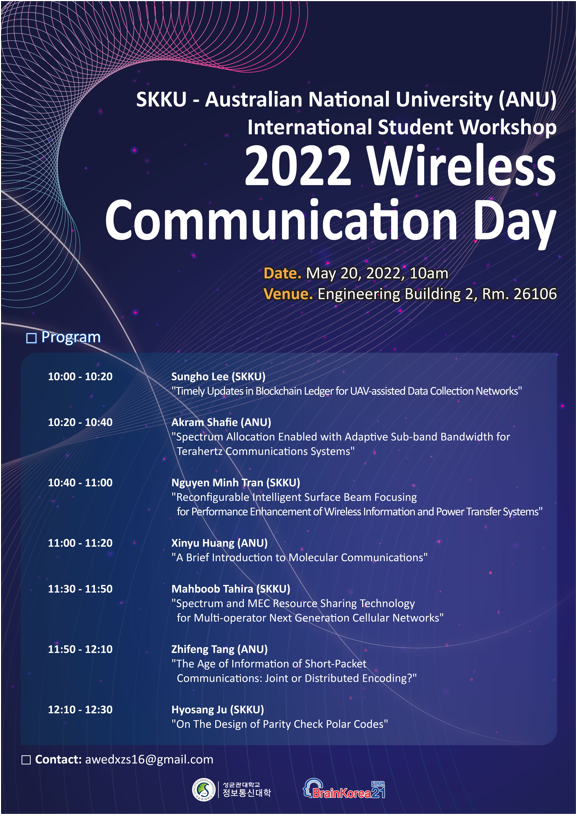 SKKU - Australian National University (ANU)
International Student Workshop
2022 Wireless
Communication Day
Date. May 20, 2022, 10am
Venue. Engineering Building 2, Rm. 26106
□ Program
10:00 - 10:20 Sungho Lee (SKKU)
"Timely Updates in Blockchain Ledger for UAV-assisted Data Collection Networks"
10:20 - 10:40 Akram Shafie (ANU)
"Spectrum Allocation Enabled with Adaptive Sub-band Bandwidth for
Terahertz Communications Systems"
10:40 - 11:00 Nguyen Minh Tran (SKKU)
"Reconfigurable Intelligent Surface Beam Focusing
for Performance Enhancement of Wireless Information and Power Transfer Systems"
11:00 - 11:20 Xinyu Huang (ANU)
"A Brief Introduction to Molecular Communications"
11:30 - 11:50 Mahboob Tahira (SKKU)
"Spectrum and MEC Resource Sharing Technology
for Multi-operator Next Generation Cellular Networks"
11:50 - 12:10 Zhifeng Tang (ANU)
"The Age of Information of Short-Packet
Communications: Joint or Distributed Encoding?"
12:10 - 12:30 Hyosang Ju (SKKU)
"On The Design of Parity Check Polar Codes"
□ Contact: awedxzs16@gmail.com
성균관대학교
정보통신대학
BrainKorea21